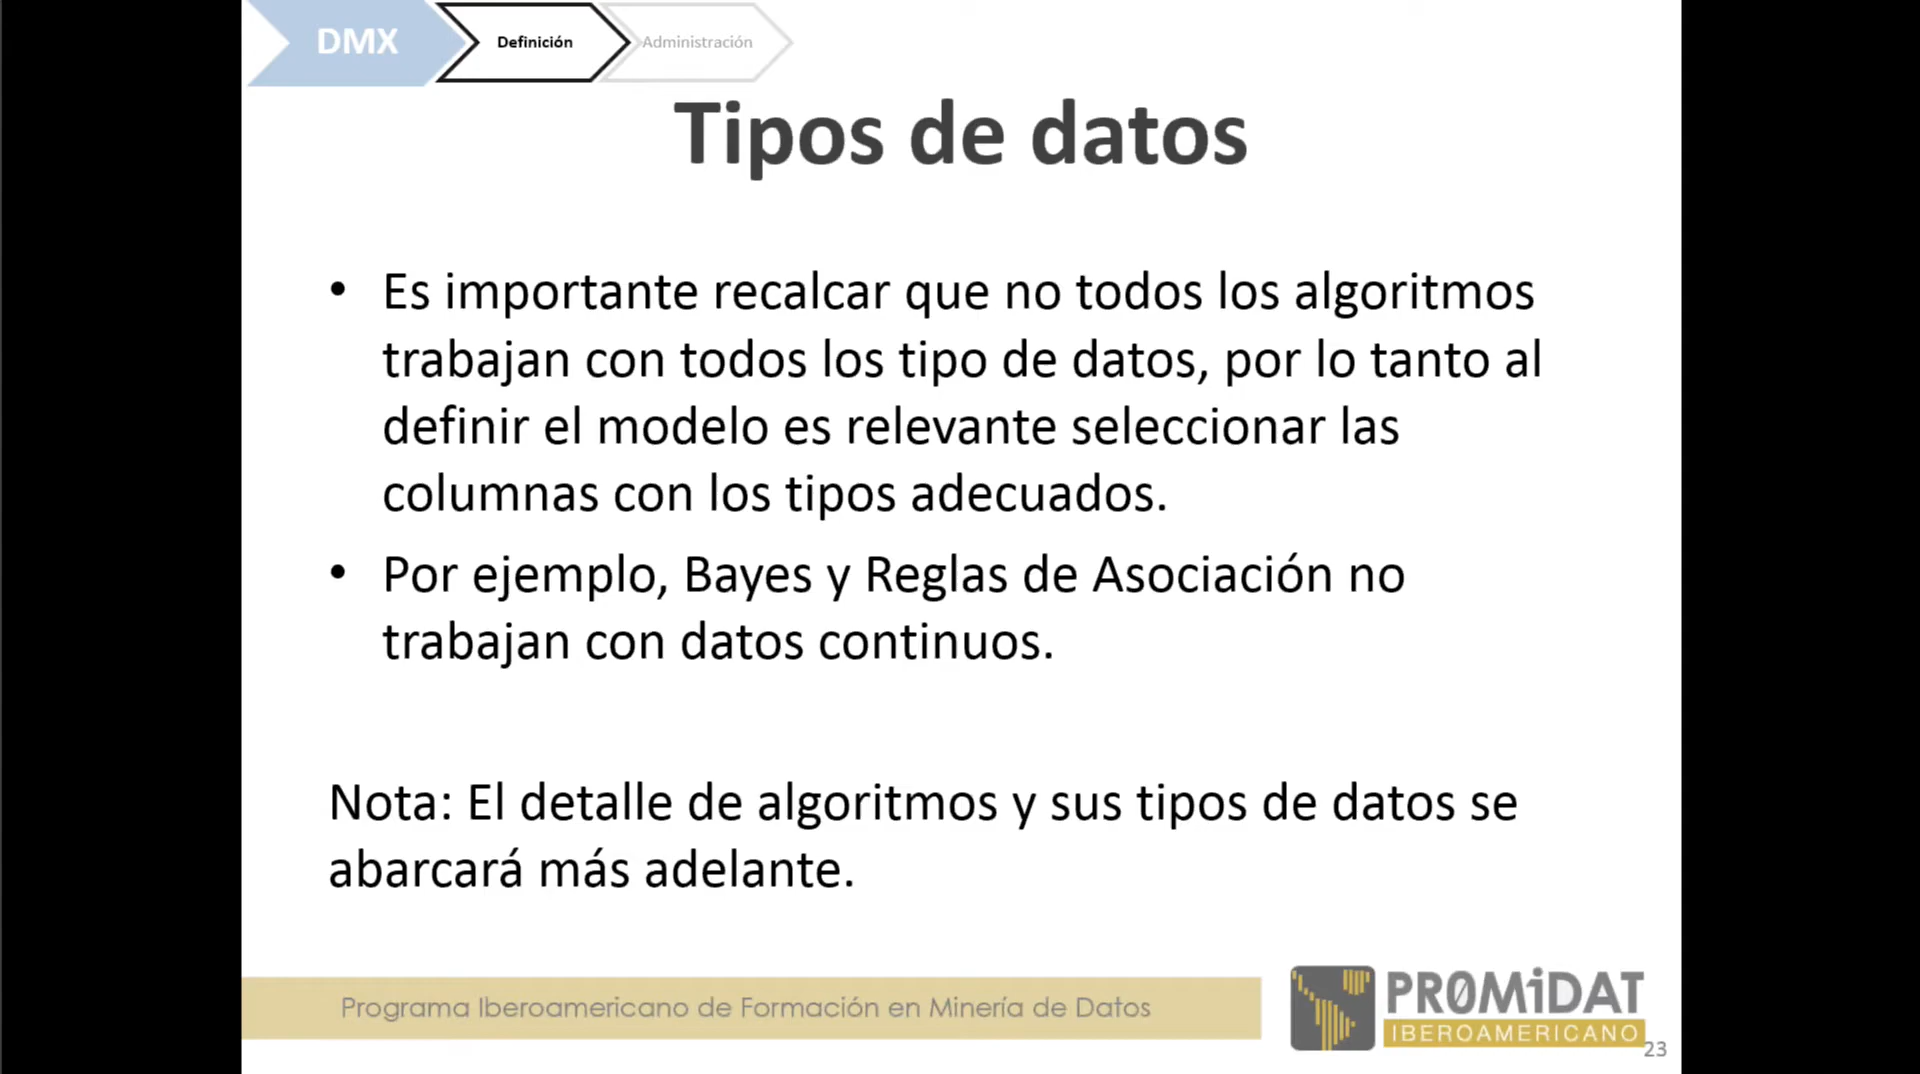 DMX
Definición
Administración
Tipos de datos
• Es importante recalcar que no todos los algoritmos
trabajan con todos los tipo de datos, por lo tanto al
definir el modelo es relevante seleccionar las
columnas con los tipos adecuados.
• Por ejemplo, Bayes y Reglas de Asociación no
trabajan con datos continuos.
Nota: El detalle de algoritmos y sus tipos de datos se
abarcará más adelante.
Programa Iberoamericano de Formación en Minería de Datos
PR0MiDAT
IBEROAMERICANO
23